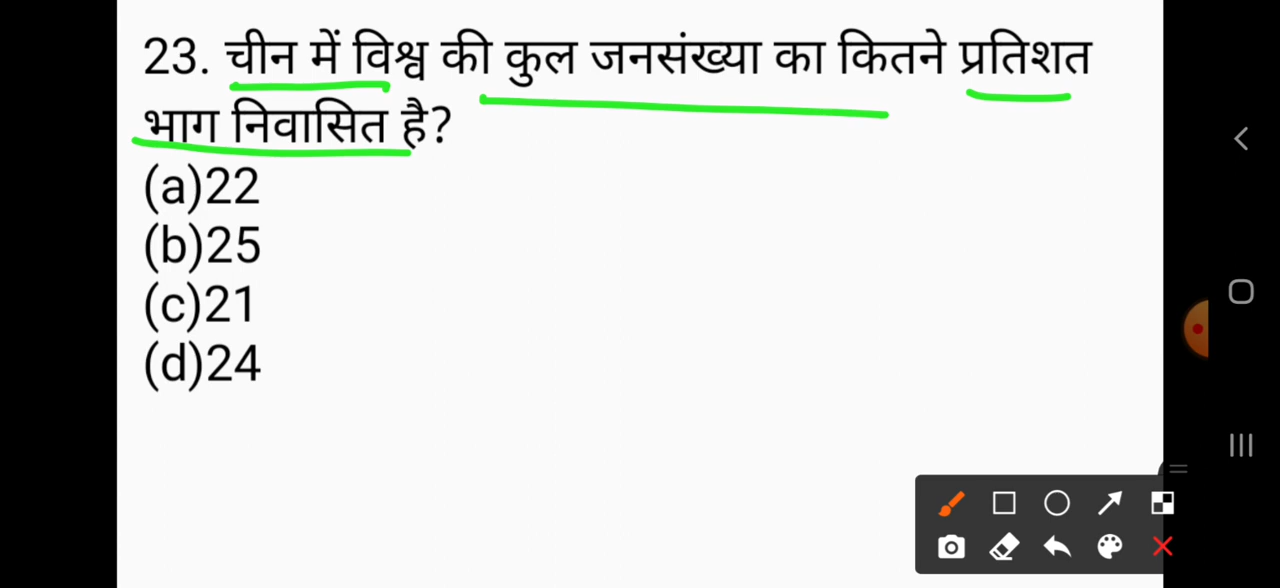 23. चीन में विश्व की कुल जनसंख्या का कितने प्रतिशत
भाग निवासित है?
(a)22
(b)25
(c)21
(d)24